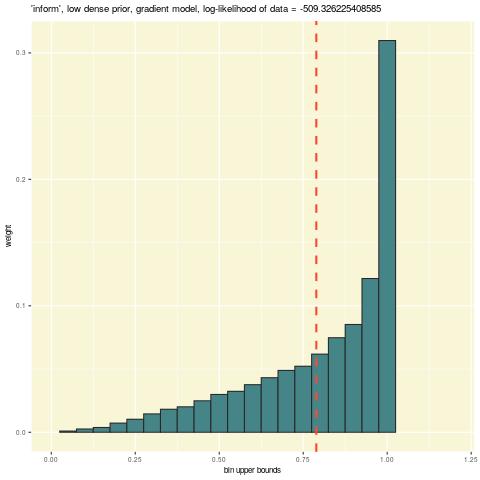 'inform', low dense prior, gradient model, log-likelihood of data = -509.326225408585
weight
0.3
0.2
0.1
0.0
0.00 0.25 0.50 0.75 1.00 1.25
bin upper bounds